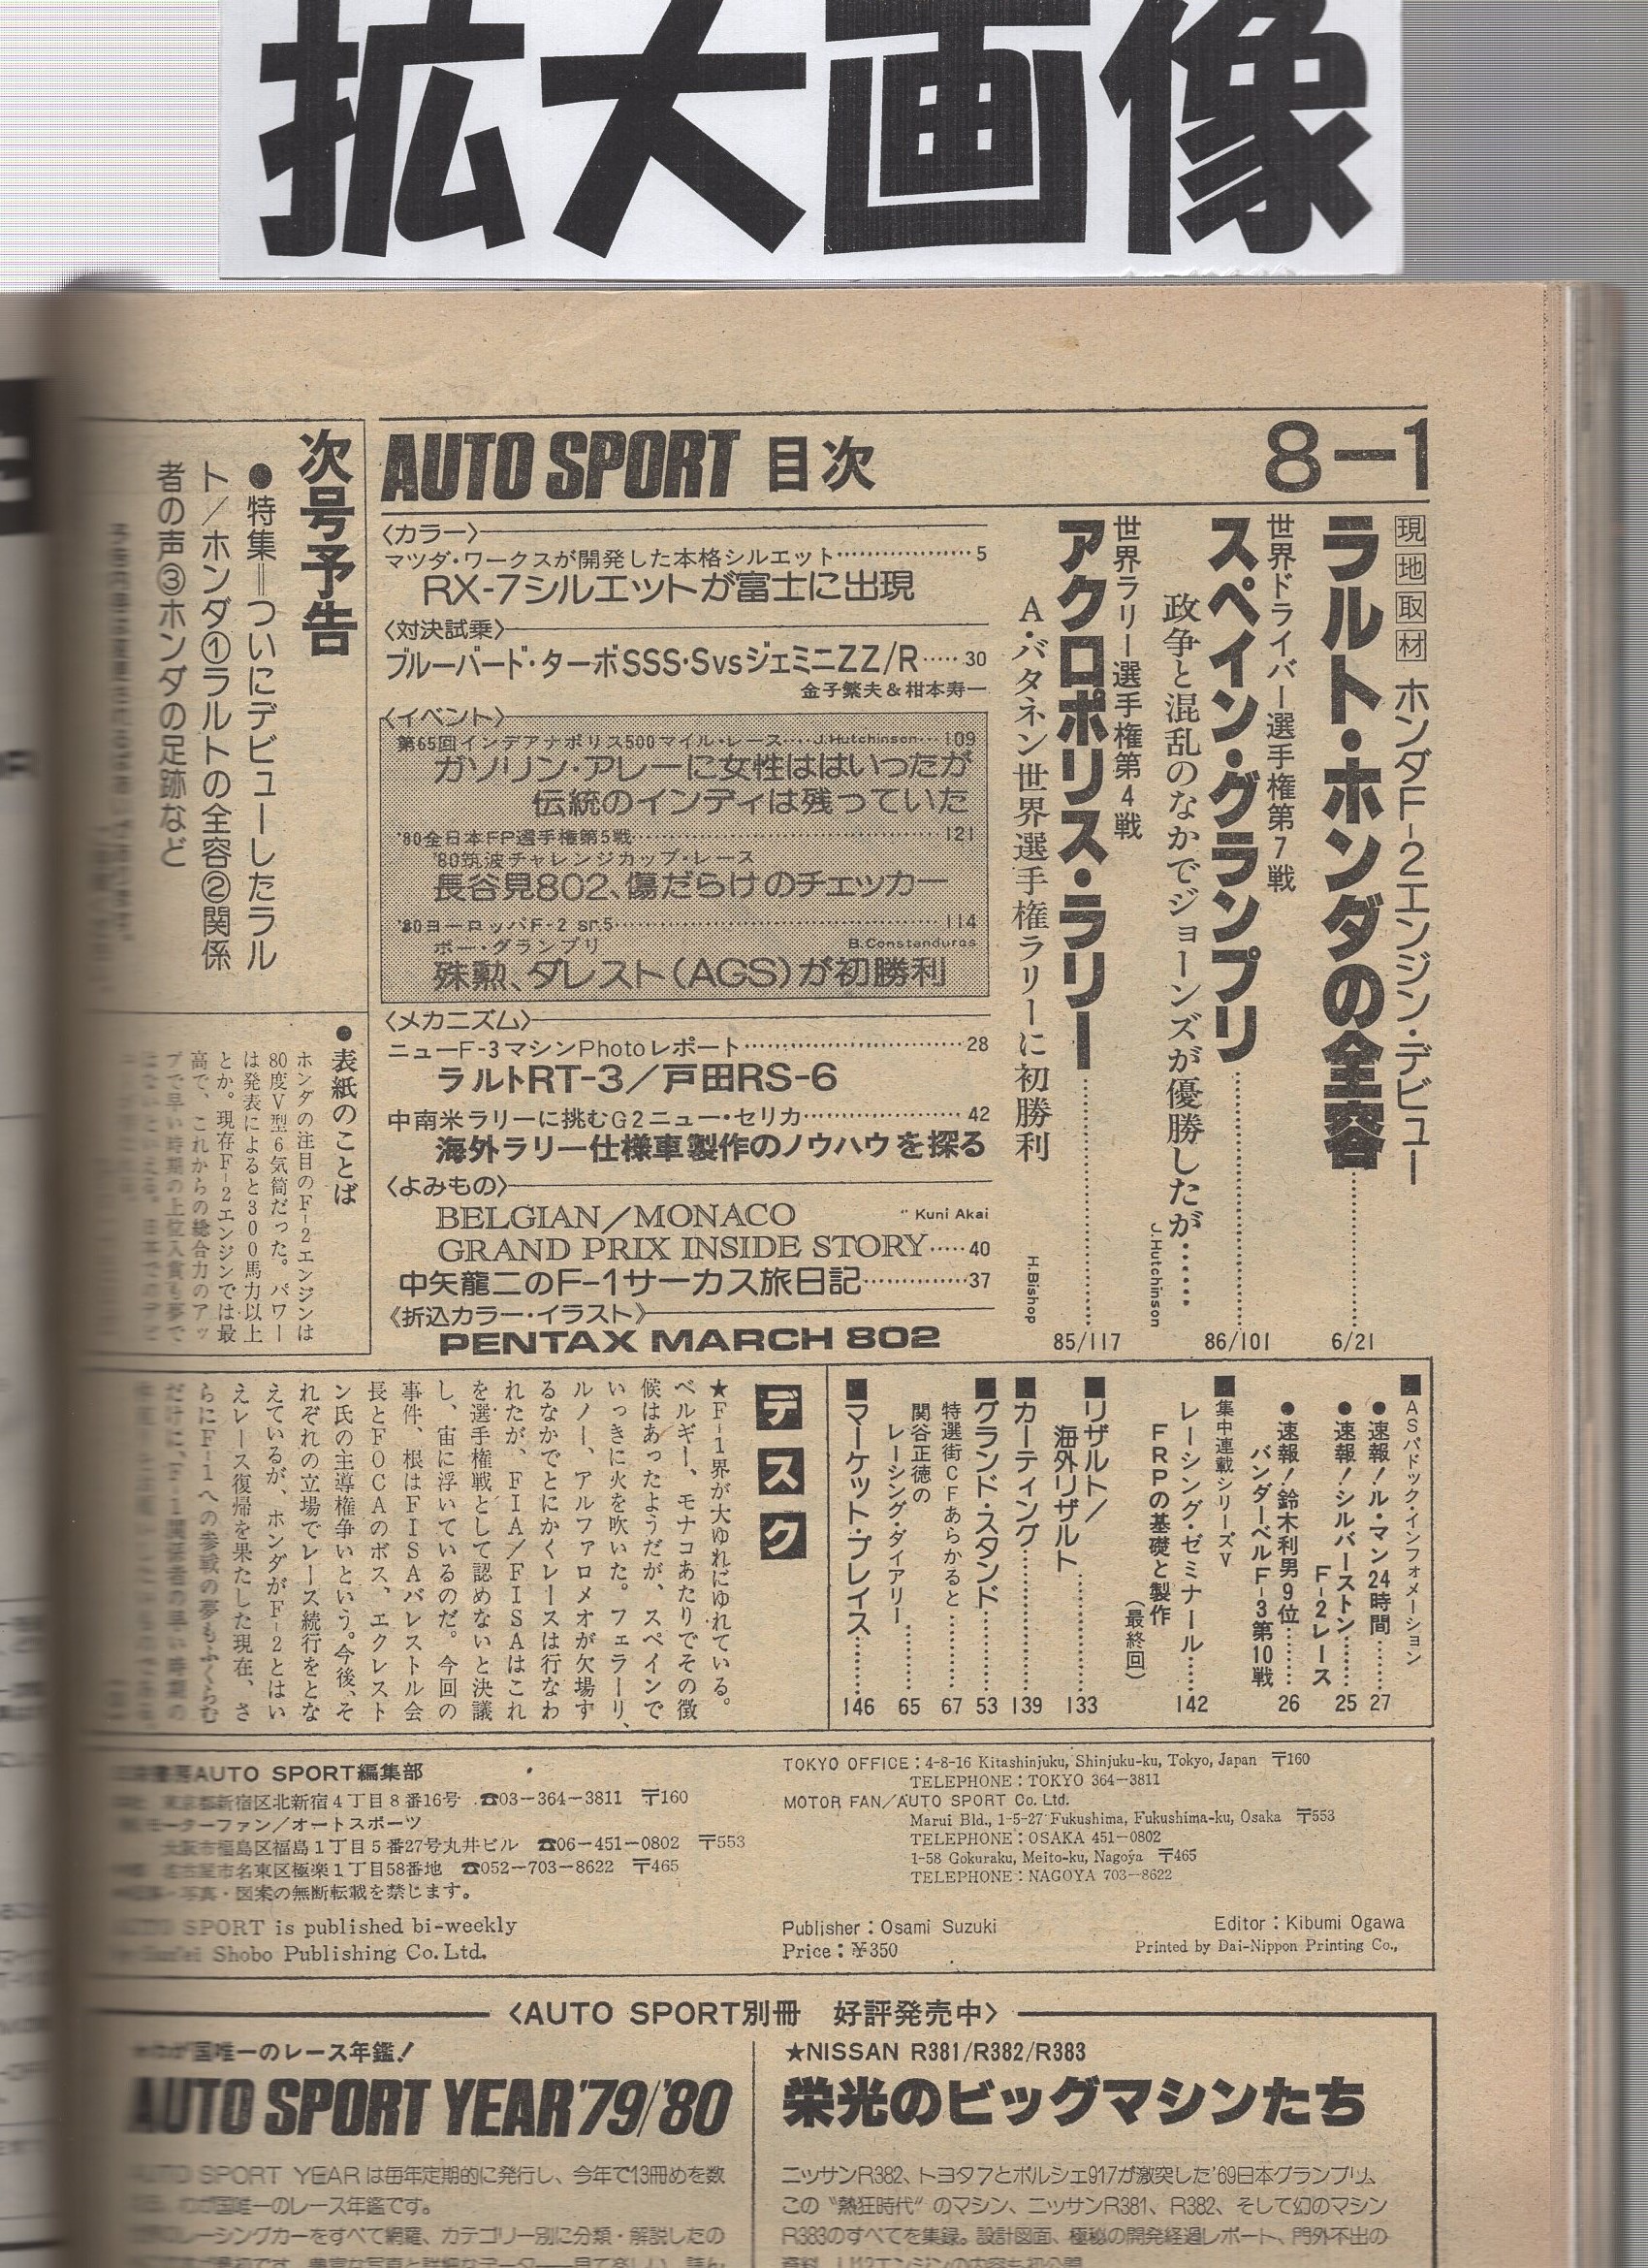 拡大画像
AUTO SPORT 目次
8-1
現地取材 ホンダF-2エンジン・デビュー
ラルト・ホンダの全容
6/21
世界ドライバー選手権第7戦
スペイン・グランプリ
86/101
政争と混乱のなかでジョーンズが優勝したが……
J.Hutchinson
世界ラリー選手権第4戦
アクロポリス・ラリー
85/117
A・バタネン世界選手権ラリーに初勝利
H.Bishop
〈カラー〉
マツダ・ワークスが開発した本格シルエット……5
RX-7シルエットが富士に出現
〈対決試乗〉
ブルーバード・ターボSSS・SvsジェミニZZ/R……30
金子繁夫&柑本寿一
〈イベント〉
第65回インデアナポリス500マイル・レース……J.Hutchinson…109
ガソリン・アレーに女性ははいったが
伝統のインディは残っていた
'80全日本FP選手権第5戦……121
'80筑波チャレンジカップ・レース
長谷見802、傷だらけのチェッカー
'80ヨーロッパF-2 sr.5……114
ポー・グランプリ B.Constanduros
殊勲、ダレスト(AGS)が初勝利
〈メカニズム〉
ニューF-3マシンPhotoレポート……28
ラルトRT-3/戸田RS-6
中南米ラリーに挑むG2ニュー・セリカ……42
海外ラリー仕様車製作のノウハウを探る
〈よみもの〉
BELGIAN/MONACO Kuni Akai
GRAND PRIX INSIDE STORY……40
中矢龍二のF-1サーカス旅日記……37
《折込カラー・イラスト》
PENTAX MARCH 802
次号予告
●特集=ついにデビューしたラル
ト/ホンダ①ラルトの全容②関係
者の声③ホンダの足跡など
●表紙のことば
ホンダの注目のF-2エンジンは
80度V型6気筒だった。パワー
は発表によると300馬力以上
とか。現存F-2エンジンでは最
高で、これからの総合力のアッ
プで早い時期の上位入賞も夢で
■ASパドック・インフォメーション
●速報!ル・マン24時間……27
●速報!シルバーストン……25
F-2レース
●速報!鈴木利男9位……26
バンダーベルF-3第10戦
■集中連載シリーズV
レーシング・ゼミナール……142
FRPの基礎と製作
(最終回)
■リザルト/
海外リザルト……133
■カーティング……139
■グランド・スタンド……53
特選街CFあらかると……67
関谷正徳の
レーシング・ダイアリー……65
■マーケット・プレイス……146
デスク
★F-1界が大ゆれにゆれている。
ベルギー、モナコあたりでその徴
候はあったようだが、スペインで
いっきに火を吹いた。フェラーリ、
ルノー、アルファロメオが欠場す
るなかでとにかくレースは行なわ
れたが、FIA/FISAはこれ
を選手権戦として認めないと決議
し、宙に浮いているのだ。今回の
事件、根はFISAバレストル会
長とFOCAのボス、エクレスト
ン氏の主導権争いという。今後、そ
れぞれの立場でレース続行をとな
えているが、ホンダがF-2とはい
えレース復帰を果たした現在、さ
らにF-1への参戦の夢もふくらむ
だけに、F-1関係者の早い時期の
AUTO SPORT編集部
東京都新宿区北新宿4丁目8番16号 ☎03-364-3811 〒160
モーターファン/オートスポーツ
大阪市福島区福島1丁目5番27号丸井ビル ☎06-451-0802 〒553
名古屋市名東区極楽1丁目58番地 ☎052-703-8622 〒465
・写真・図案の無断転載を禁じます。
AUTO SPORT is published bi-weekly
San'ei Shobo Publishing Co. Ltd.
TOKYO OFFICE：4-8-16 Kitashinjuku, Shinjuku-ku, Tokyo, Japan 〒160
TELEPHONE：TOKYO 364-3811
MOTOR FAN/AUTO SPORT Co. Ltd.
Marui Bld., 1-5-27 Fukushima, Fukushima-ku, Osaka 〒553
TELEPHONE：OSAKA 451-0802
1-58 Gokuraku, Meito-ku, Nagoya 〒465
TELEPHONE：NAGOYA 703-8622
Publisher：Osami Suzuki
Editor：Kibumi Ogawa
Price：¥350
Printed by Dai-Nippon Printing Co.,
〈AUTO SPORT別冊 好評発売中〉
わが国唯一のレース年鑑!
AUTO SPORT YEAR'79/'80
AUTO SPORT YEARは毎年定期的に発行し、今年で13冊めを数
わが国唯一のレース年鑑です。
レーシングカーをすべて網羅、カテゴリー別に分類・解説したの
★NISSAN R381/R382/R383
栄光のビッグマシンたち
ニッサンR382、トヨタ7とポルシェ917が激突した'69日本グランプリ。
この“熱狂時代”のマシン、ニッサンR381、R382、そして幻のマシン
R383のすべてを集録。設計図面、極秘の開発経過レポート、門外不出の